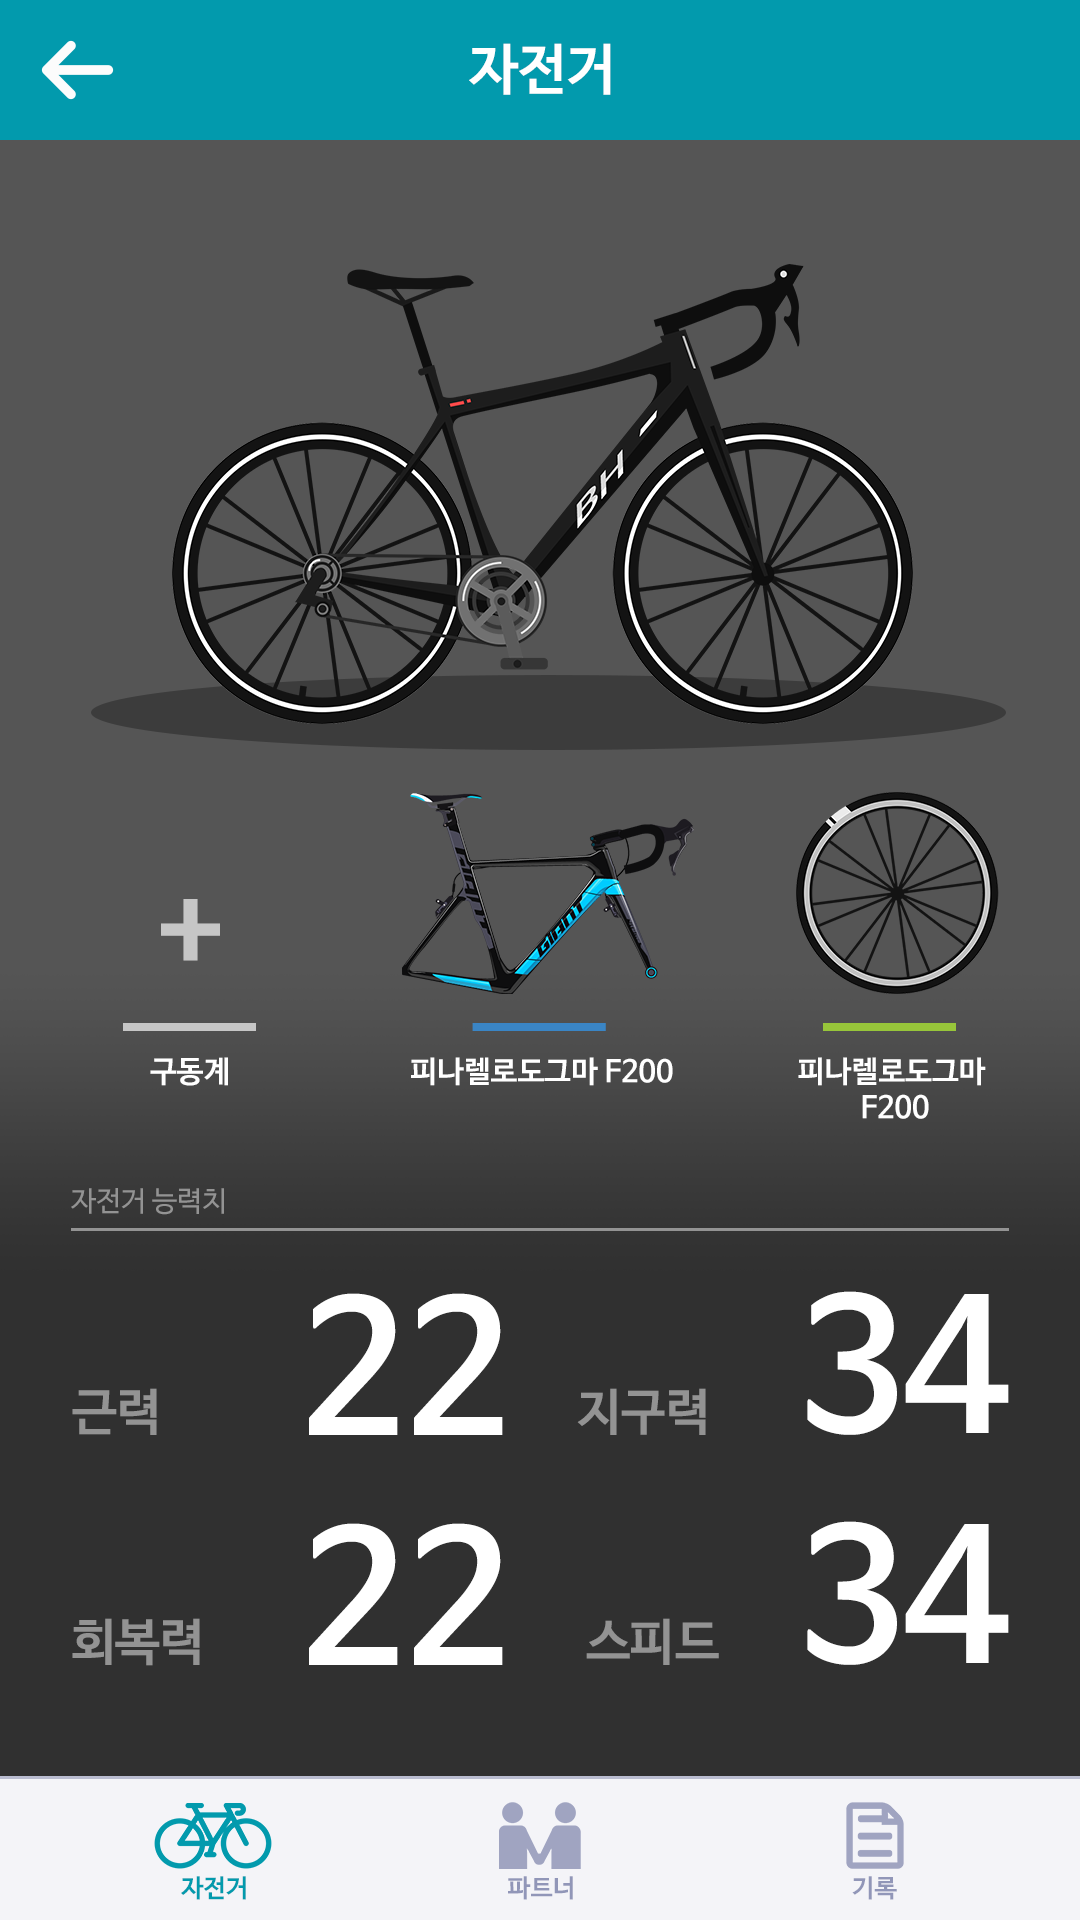 자전거
BH
GIANT
구동계
피나렐로도그마 F200
피나렐로도그마
F200
자전거 능력치
근력 22 지구력 34
회복력 22 스피드 34
자전거 파트너 기록